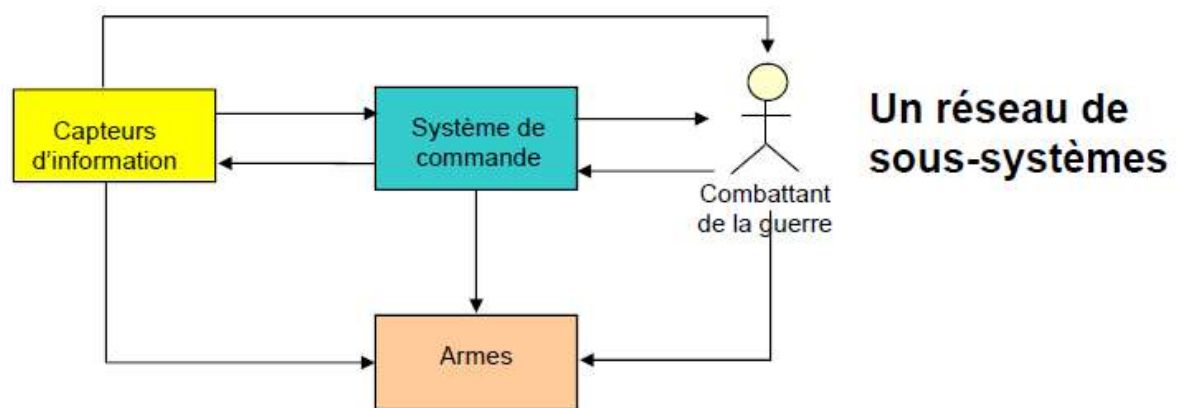 Capteurs
d'information
Système de
commande
Un réseau de
sous-systèmes
Combattant
de la guerre
Armes